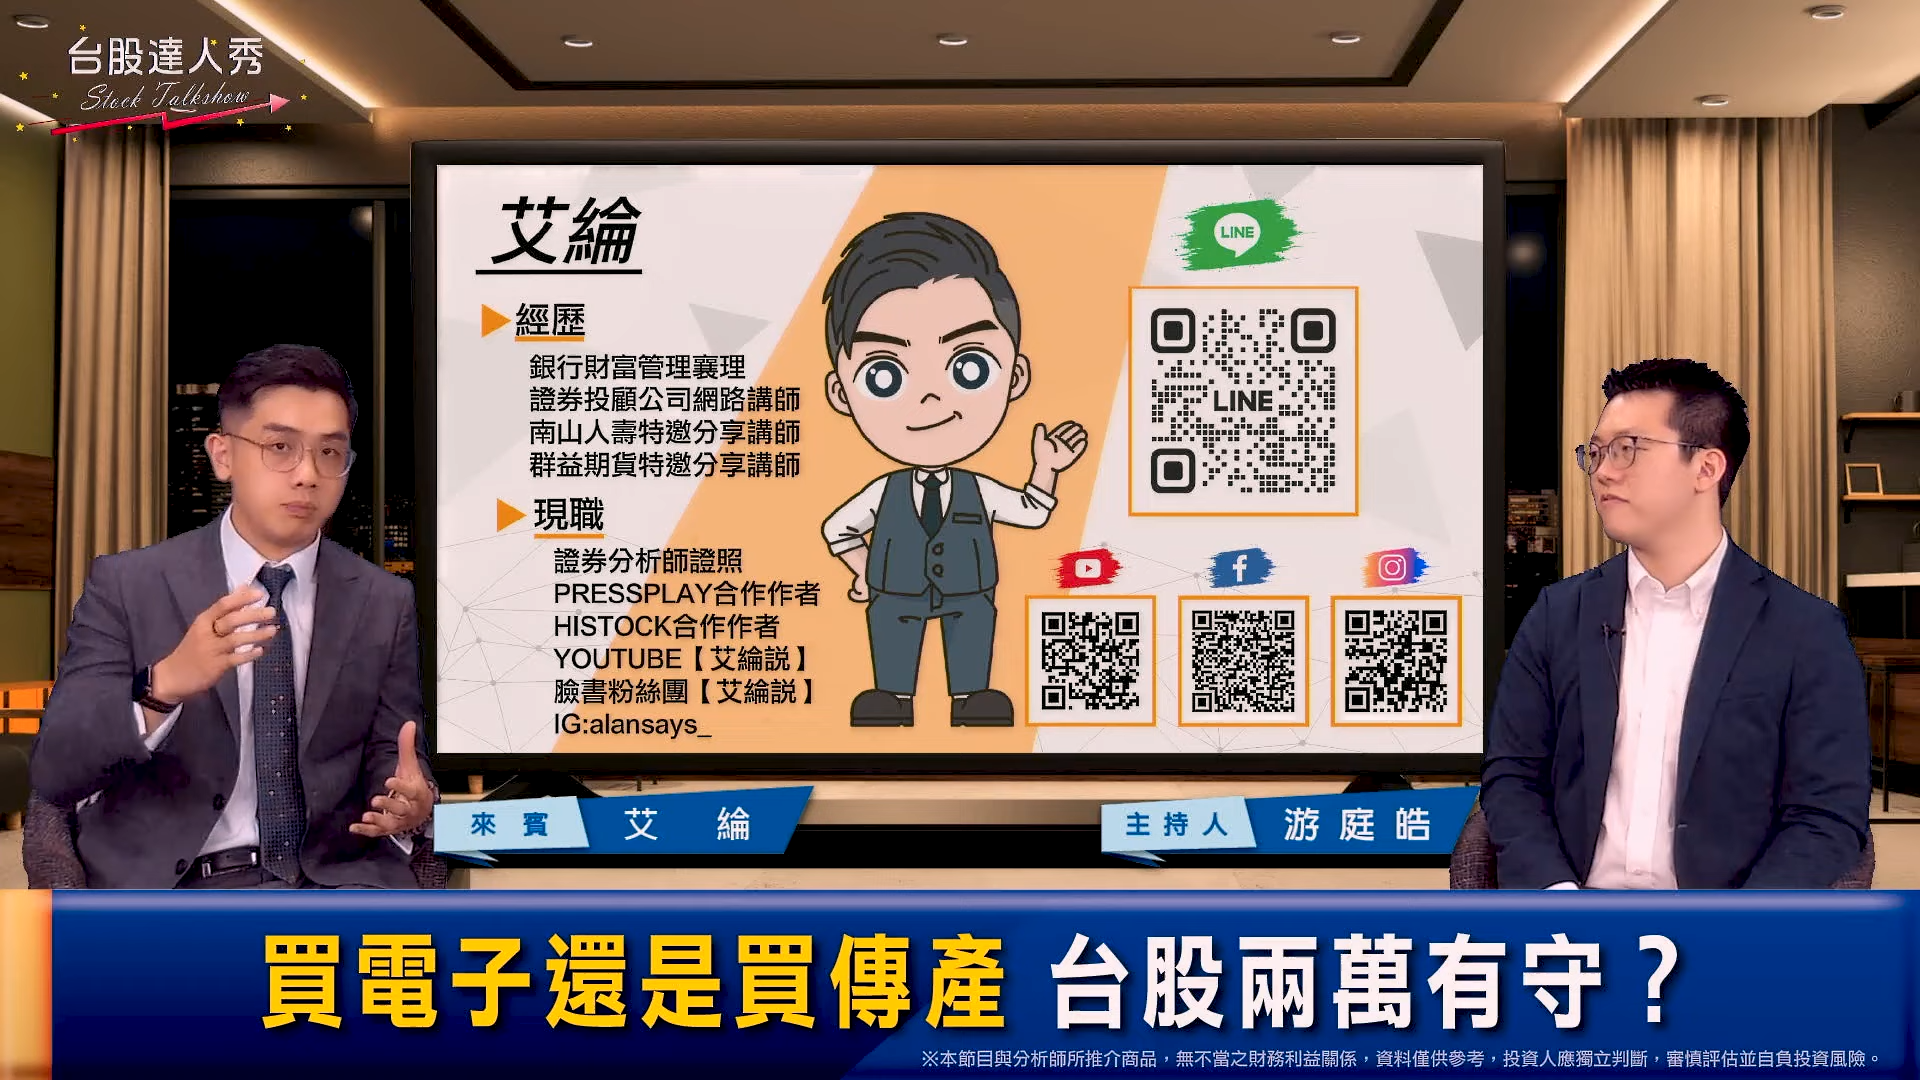 台股達人秀
Stock Talkshow
艾綸
經歷
銀行財富管理襄理
證券投顧公司網路講師
南山人壽特邀分享講師
群益期貨特邀分享講師
現職
證券分析師證照
PRESSPLAY合作作者
HISTOCK合作作者
YOUTUBE【艾綸説】
臉書粉絲團【艾綸説】
IG:alansays_
LINE
LINE
來賓 艾綸
主持人 游庭皓
買電子還是買傳產 台股兩萬有守？
※本節目與分析師所推介商品，無不當之財務利益關係，資料僅供參考，投資人應獨立判斷，審慎評估並自負投資風險。